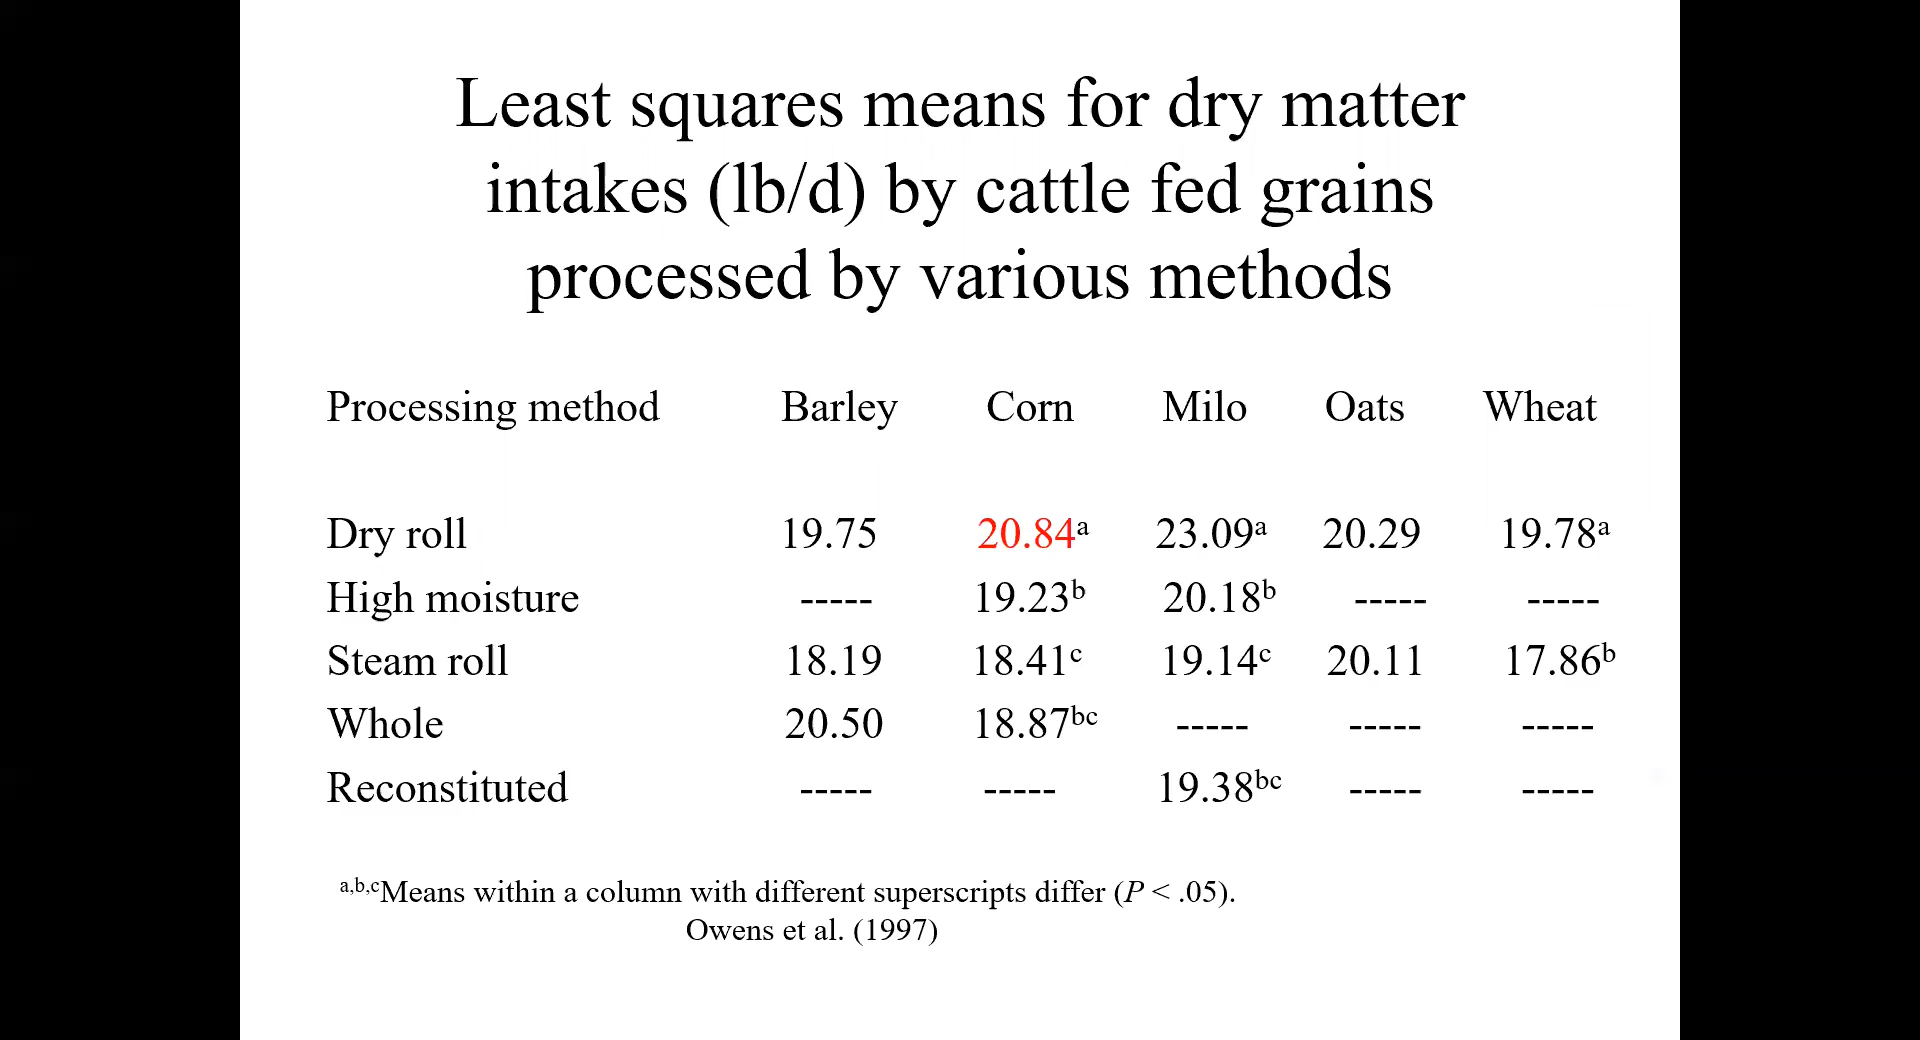 Least squares means for dry matter
intakes (lb/d) by cattle fed grains
processed by various methods
Processing method Barley Corn Milo Oats Wheat
Dry roll 19.75 20.84ᵃ 23.09ᵃ 20.29 19.78ᵃ
High moisture ----- 19.23ᵇ 20.18ᵇ ----- -----
Steam roll 18.19 18.41ᶜ 19.14ᶜ 20.11 17.86ᵇ
Whole 20.50 18.87ᵇᶜ ----- ----- -----
Reconstituted ----- ----- 19.38ᵇᶜ ----- -----
ᵃ,ᵇ,ᶜMeans within a column with different superscripts differ (P < .05).
Owens et al. (1997)